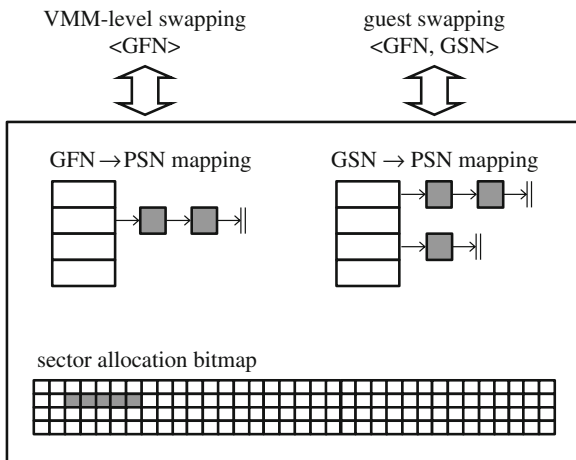 VMM-level swapping
<GFN>
guest swapping
<GFN, GSN>
GFN→PSN mapping
GSN → PSN mapping
sector allocation bitmap